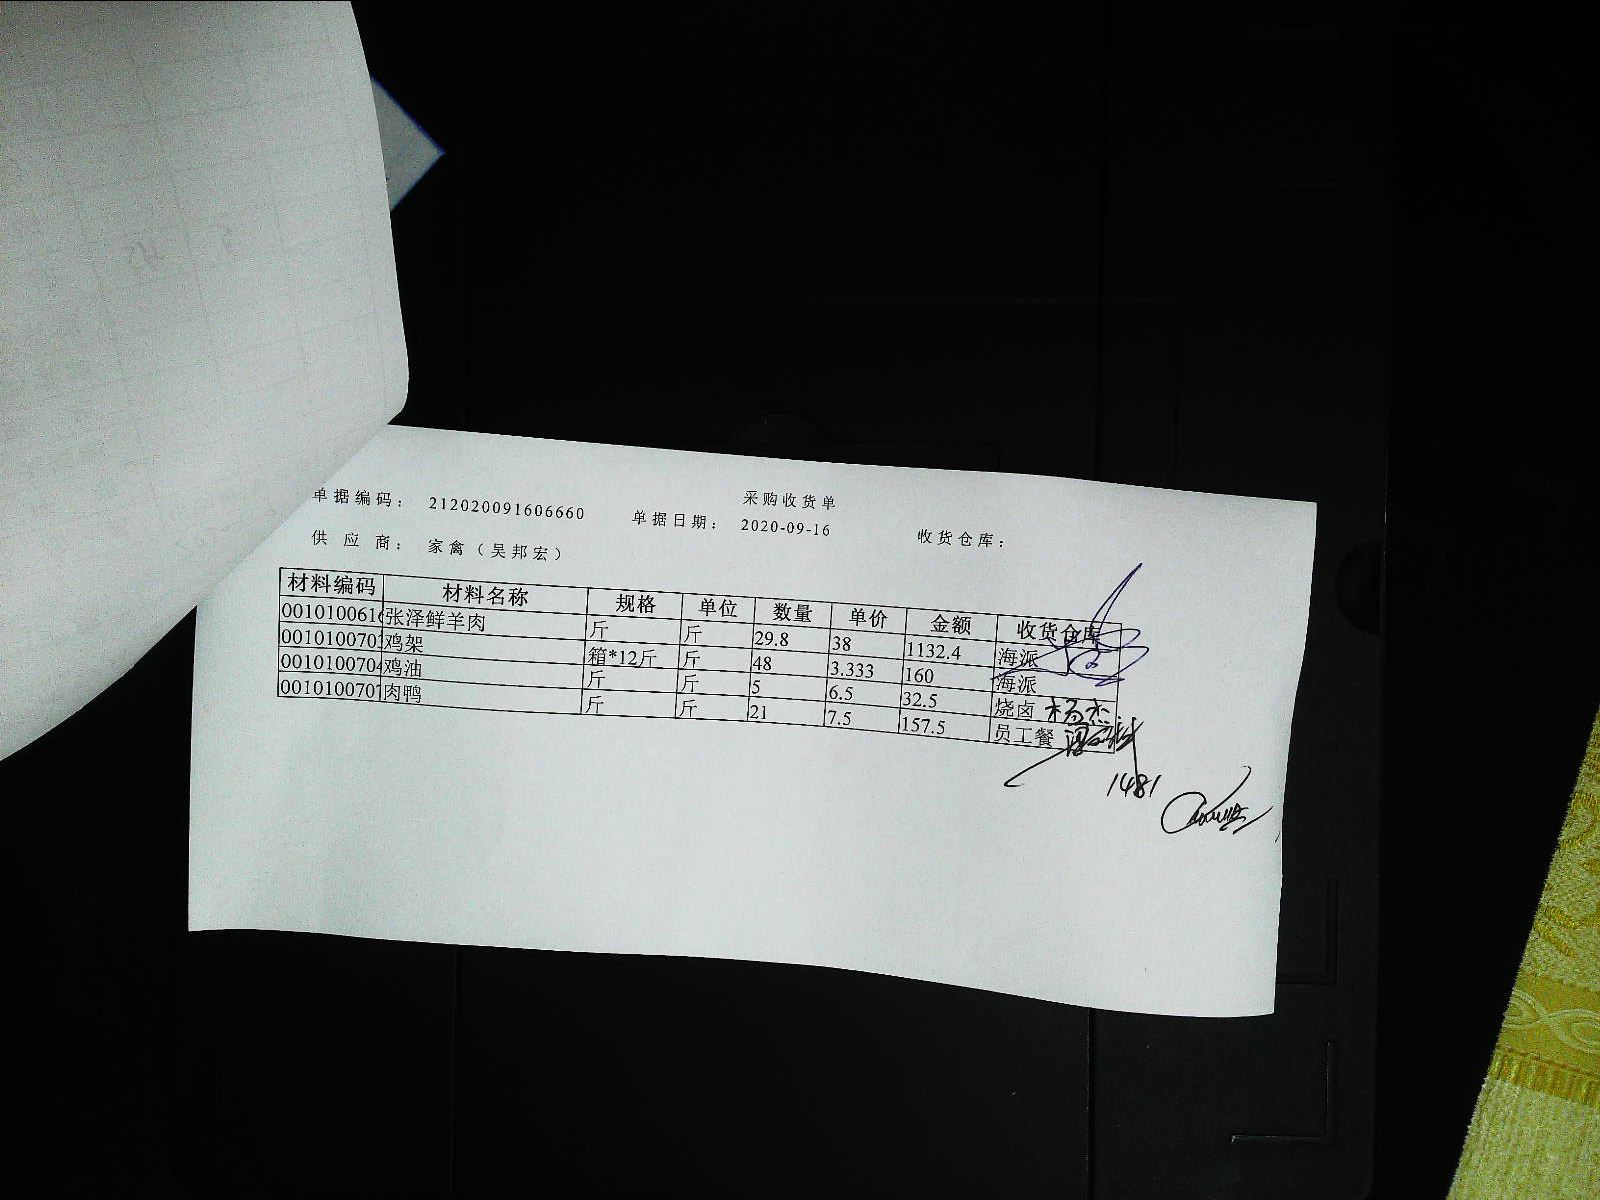 采购收货单
单据编码： 212020091606660 单据日期： 2020-09-16 收货仓库：
供 应 商： 家禽（吴邦宏）
材料编码 材料名称 规格 单位 数量 单价 金额 收货仓库
001010061 张泽鲜羊肉 斤 斤 29.8 38 1132.4 海派
001010070 鸡架 箱*12斤 斤 48 3.333 160 海派
0010100704 鸡油 斤 斤 5 6.5 32.5 烧卤 杨杰
001010070 肉鸭 斤 斤 21 7.5 157.5 员工餐
1481